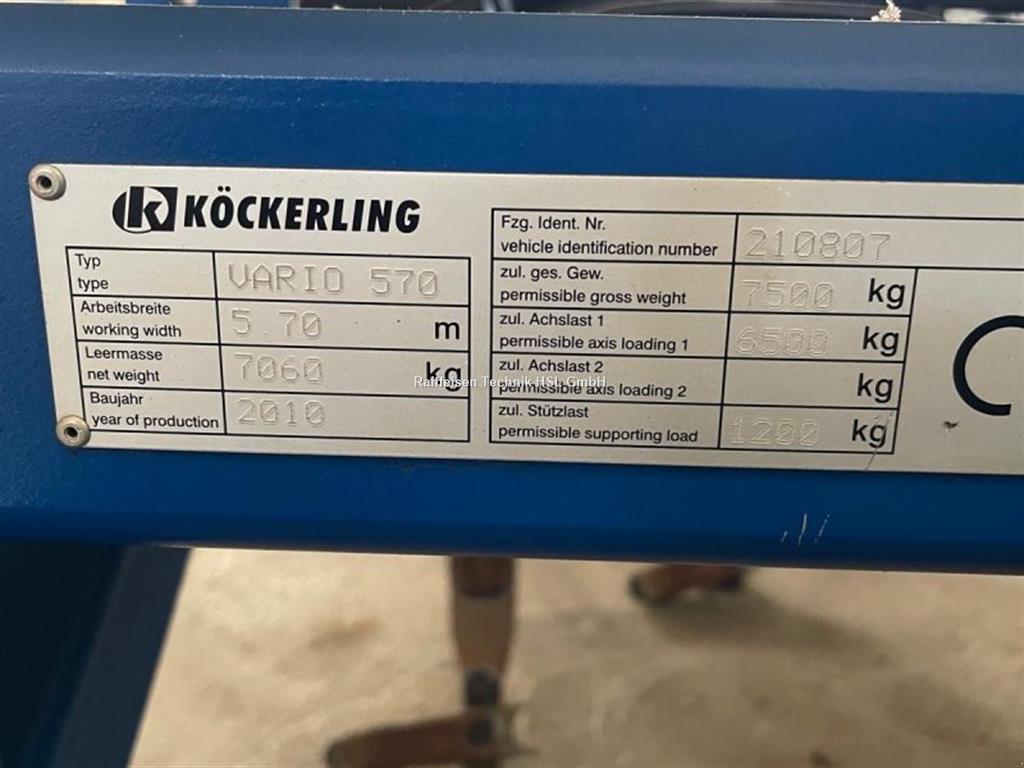 KÖCKERLING
Typ
type
VARIO 570
Arbeitsbreite
working width
5.70 m
Leermasse
net weight
7060 kg
Baujahr
year of production
2010
Fzg. Ident. Nr.
vehicle identification number
210807
zul. ges. Gew.
permissible gross weight
7500 kg
zul. Achslast 1
permissible axis loading 1
6500 kg
zul. Achslast 2
permissible axis loading 2
kg
zul. Stützlast
permissible supporting load
1200 kg
Raiffeisen Technik HSL GmbH